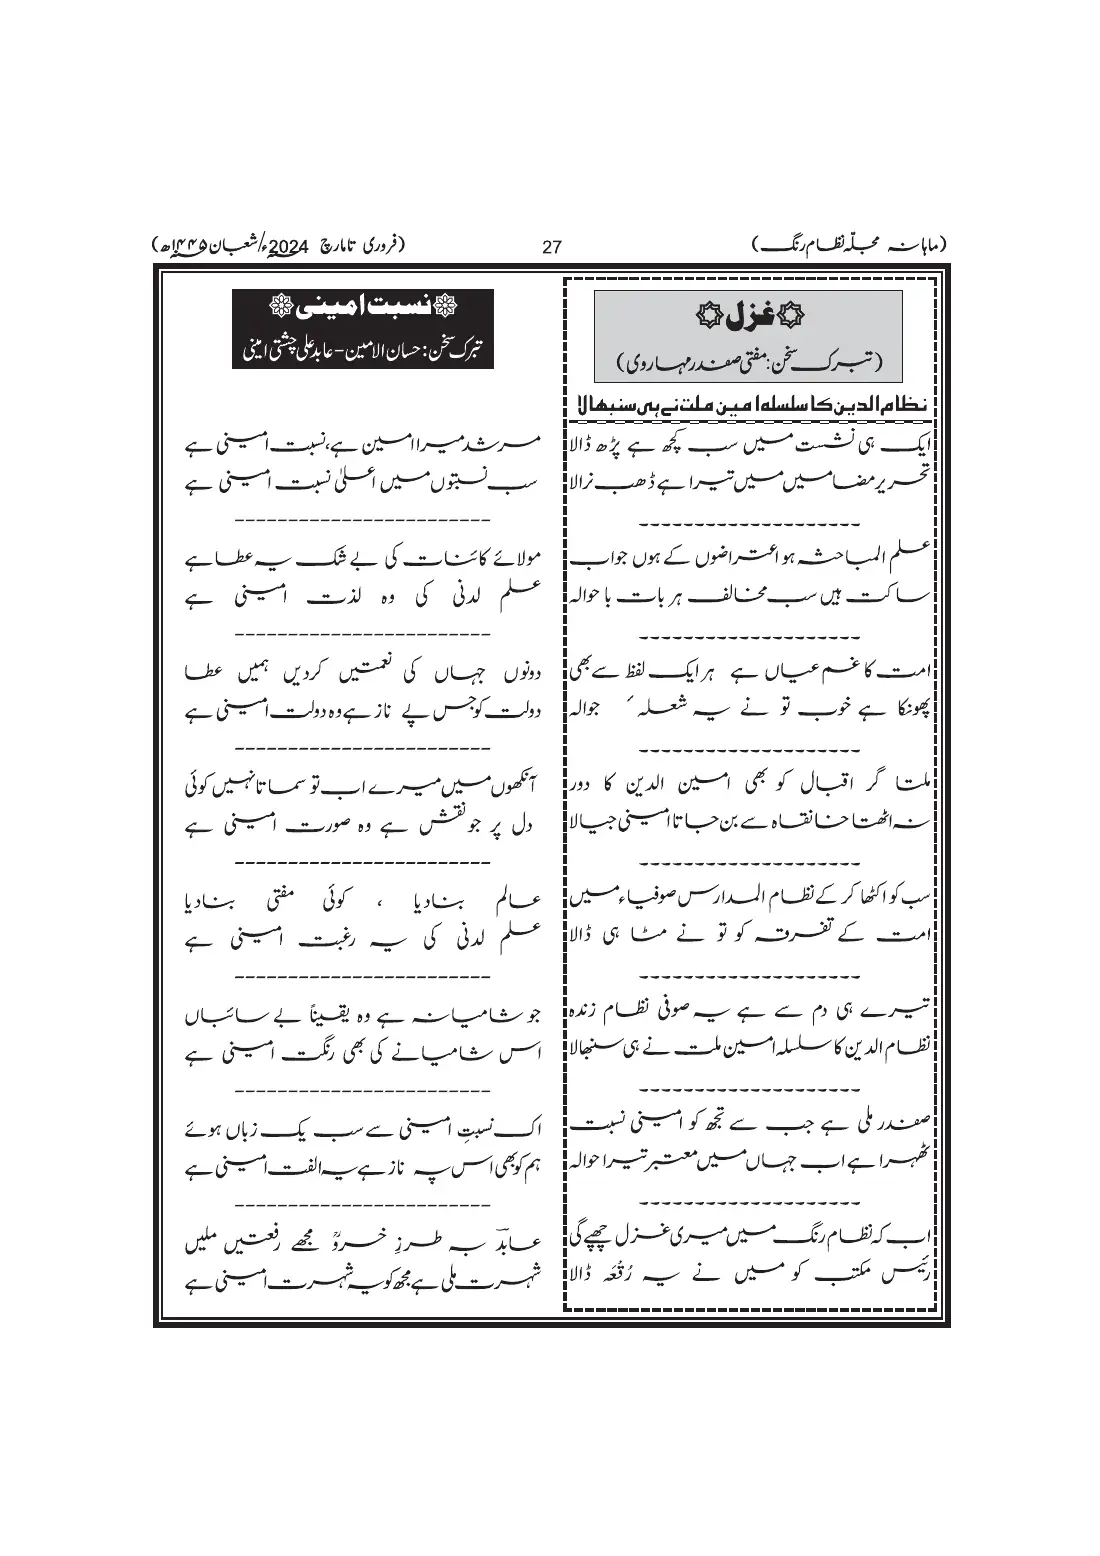 (ماہانہ مجلّہ نظام رنگ)
27
(فروری تا مارچ 2024ء/شعبان ۱۴۴۵ھ)
غزل
(تبرک سخن: مفتی صفدر مہاروی)
نظام الدین کا سلسلہ امین ملت نے ہی سنبھالا
ایک ہی نشست میں سب کچھ ہے پڑھ ڈالا
تحریر مضامیں میں تیرا ہے ڈھب نرالا
علم المباحثہ ہو اعتراضوں کے ہوں جواب
ساکت ہیں سب مخالف ہر بات با حوالہ
امت کا غم عیاں ہے ہر ایک لفظ سے بھی
پھونکا ہے خوب تو نے یہ شعلہ ٔ جوالہ
ملتا گر اقبال کو بھی امین الدین کا دور
نہ اٹھتا خانقاہ سے بن جاتا امینی جیالا
سب کو اکٹھا کر کے نظام المدارس صوفیاء میں
امت کے تفرقہ کو تو نے مٹا ہی ڈالا
تیرے ہی دم سے ہے یہ صوفی نظام زندہ
نظام الدین کا سلسلہ امین ملت نے ہی سنبھالا
صفدر ملی ہے جب سے تجھ کو امینی نسبت
ٹھہرا ہے اب جہاں میں معتبر تیرا حوالہ
اب کہ نظام رنگ میں میری غزل چھپے گی
رئیس مکتب کو میں نے یہ رُقْعَہ ڈالا
نسبت امینی
تبرک سخن: حسان الامین - عابد علی چشتی امینی
مرشد میرا امین ہے، نسبت امینی ہے
سب نسبتوں میں اعلیٰ نسبت امینی ہے
مولائے کائنات کی بے شک یہ عطا ہے
علم لدنی کی وہ لذت امینی ہے
دونوں جہاں کی نعمتیں کردیں ہمیں عطا
دولت کو جس پے ناز ہے وہ دولت امینی ہے
آنکھوں میں میرے اب تو سماتا نہیں کوئی
دل پر جو نقش ہے وہ صورت امینی ہے
عالم بنادیا ، کوئی مفتی بنادیا
علم لدنی کی یہ رغبت امینی ہے
جو شامیانہ ہے وہ یقیناً بے سائباں
اس شامیانے کی بھی رنگت امینی ہے
اک نسبتِ امینی سے سب یک زباں ہوئے
ہم کو بھی اس پہ ناز ہے یہ الفت امینی ہے
عابدؔ بہ طرزِ خسروؒ مجھے رفعتیں ملیں
شہرت ملی ہے مجھ کو یہ شہرت امینی ہے